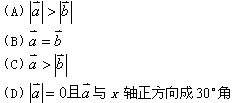 (A) |a⃗| > |b⃗|
(B) a⃗ = b⃗
(C) a⃗ > |b⃗|
(D) |a⃗| = 0且a⃗与 x 轴正方向成30°角